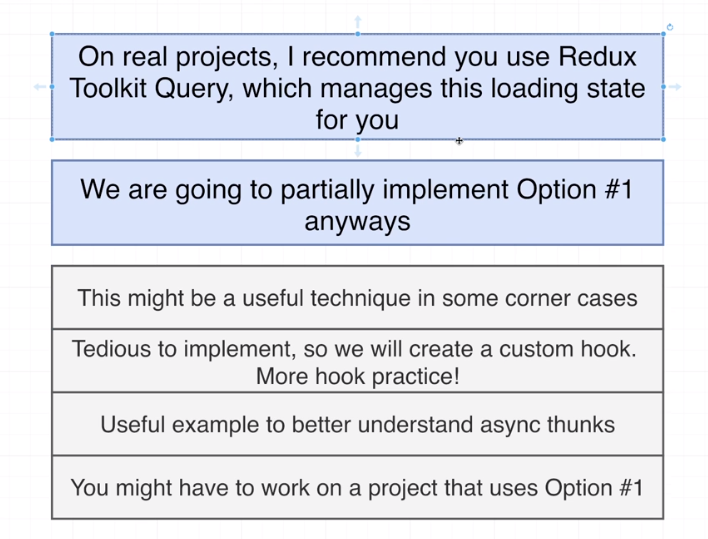 On real projects, I recommend you use Redux
Toolkit Query, which manages this loading state
for you
We are going to partially implement Option #1
anyways
This might be a useful technique in some corner cases
Tedious to implement, so we will create a custom hook.
More hook practice!
Useful example to better understand async thunks
You might have to work on a project that uses Option #1